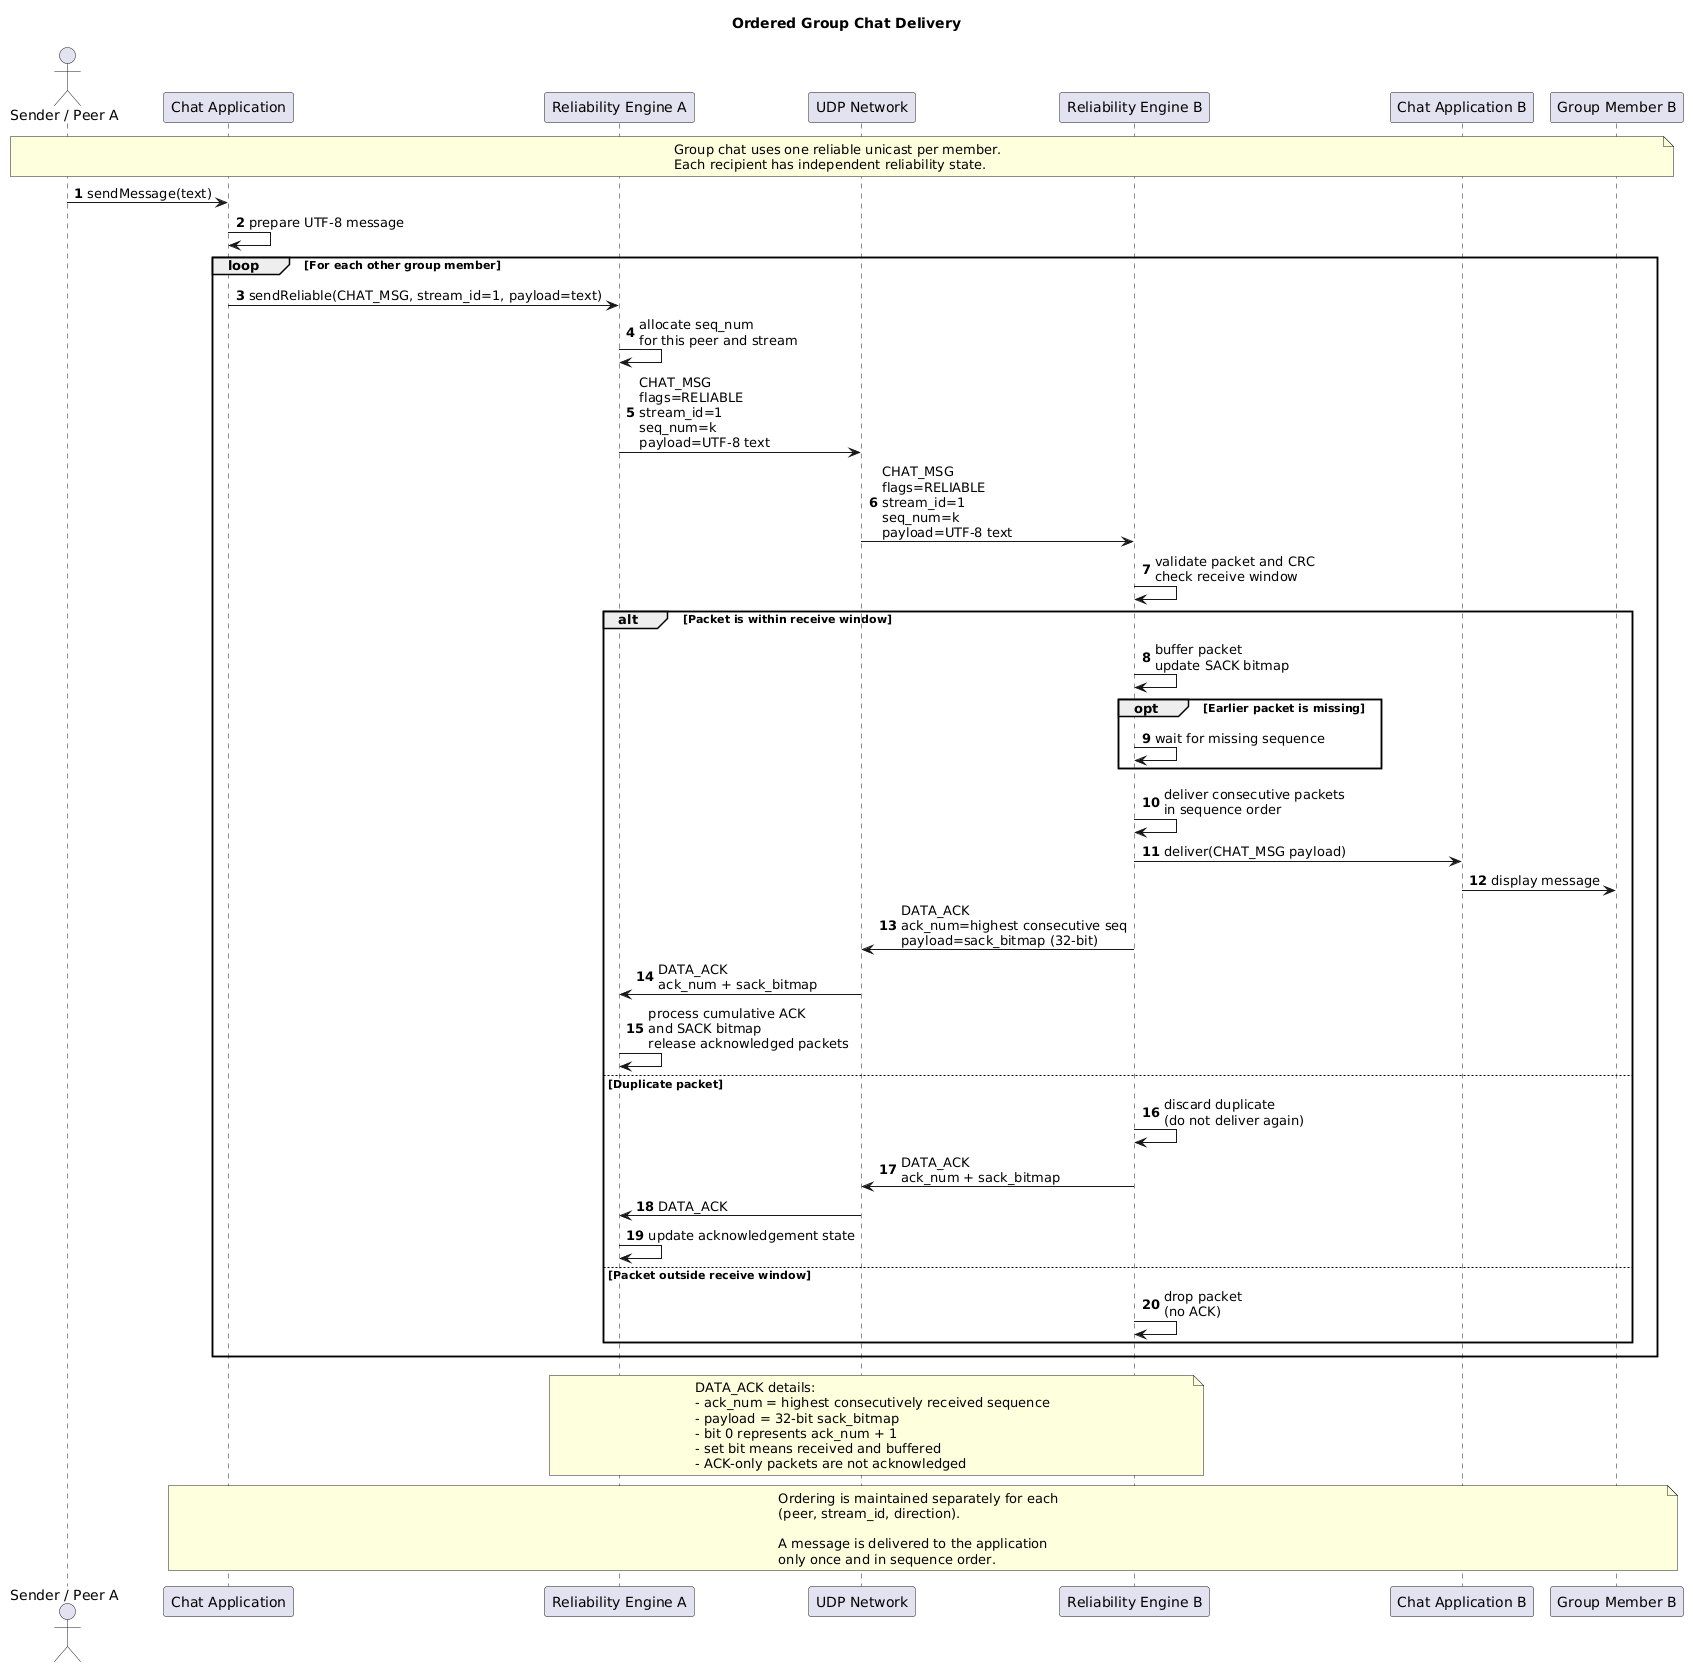 Ordered Group Chat Delivery
Sender / Peer A
Chat Application
Reliability Engine A
UDP Network
Reliability Engine B
Chat Application B
Group Member B
Group chat uses one reliable unicast per member.
Each recipient has independent reliability state.
1 sendMessage(text)
2 prepare UTF-8 message
loop [For each other group member]
3 sendReliable(CHAT_MSG, stream_id=1, payload=text)
4 allocate seq_num
for this peer and stream
5 CHAT_MSG
flags=RELIABLE
stream_id=1
seq_num=k
payload=UTF-8 text
6 CHAT_MSG
flags=RELIABLE
stream_id=1
seq_num=k
payload=UTF-8 text
7 validate packet and CRC
check receive window
alt [Packet is within receive window]
8 buffer packet
update SACK bitmap
opt [Earlier packet is missing]
9 wait for missing sequence
10 deliver consecutive packets
in sequence order
11 deliver(CHAT_MSG payload)
12 display message
13 DATA_ACK
ack_num=highest consecutive seq
payload=sack_bitmap (32-bit)
14 DATA_ACK
ack_num + sack_bitmap
15 process cumulative ACK
and SACK bitmap
release acknowledged packets
[Duplicate packet]
16 discard duplicate
(do not deliver again)
17 DATA_ACK
ack_num + sack_bitmap
18 DATA_ACK
19 update acknowledgement state
[Packet outside receive window]
20 drop packet
(no ACK)
DATA_ACK details:
- ack_num = highest consecutively received sequence
- payload = 32-bit sack_bitmap
- bit 0 represents ack_num + 1
- set bit means received and buffered
- ACK-only packets are not acknowledged
Ordering is maintained separately for each
(peer, stream_id, direction).
A message is delivered to the application
only once and in sequence order.
Sender / Peer A
Chat Application
Reliability Engine A
UDP Network
Reliability Engine B
Chat Application B
Group Member B